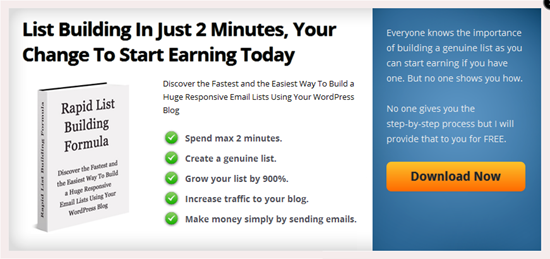 List Building In Just 2 Minutes, Your
Change To Start Earning Today
Rapid List Building Formula
Rapid List
Building
Formula
Discover the Fast and
the Easiest Way To Build
a Huge Responsive
Email Lists Using Your
WordPress Blog
Discover the Fastest and the Easiest Way To Build a
Huge Responsive Email Lists Using Your WordPress
Blog
Spend max 2 minutes.
Create a genuine list.
Grow your list by 900%.
Increase traffic to your blog.
Make money simply by sending emails.
Everyone knows the importance
of building a genuine list as you
can start earning if you have
one. But no one shows you how.
No one gives you the
step-by-step process but I will
provide that to you for FREE.
Download Now